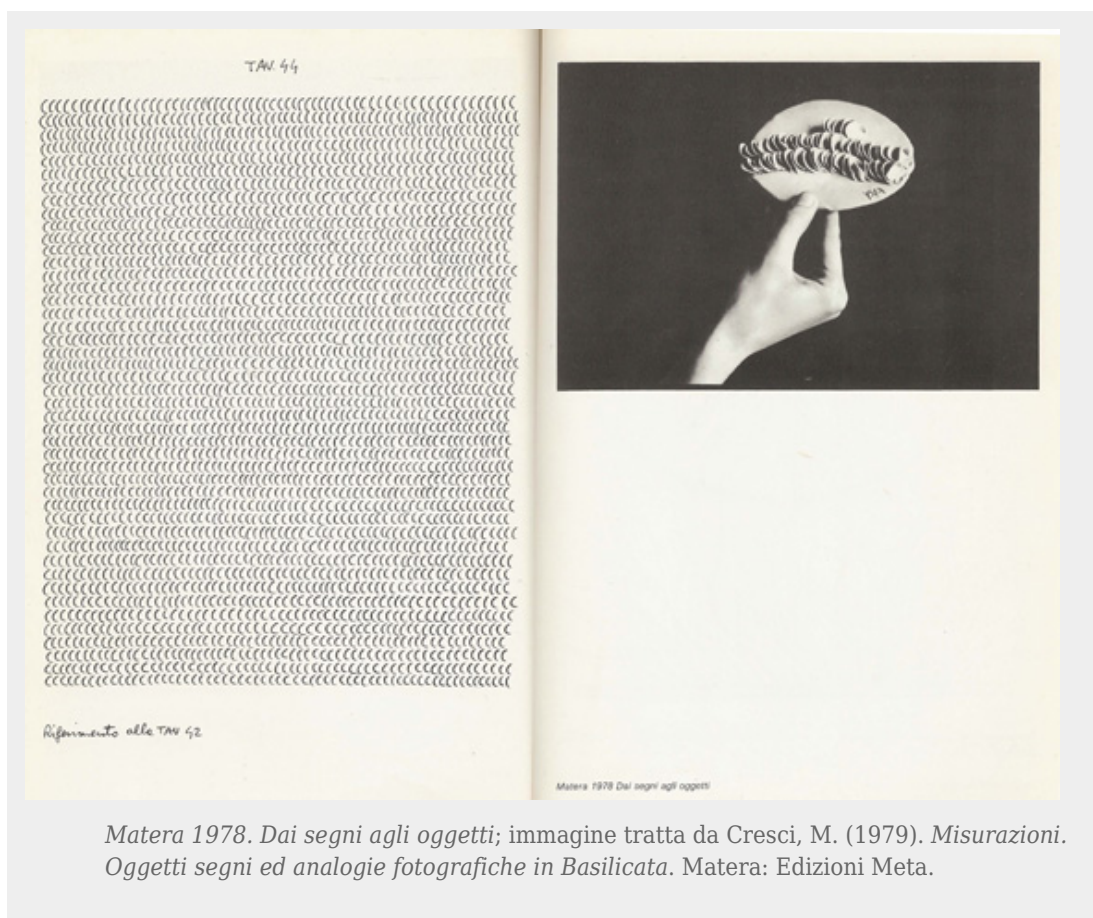 TAV. 44
Riferimento alla TAV 42
Matera 1978 Dai segni agli oggetti
Matera 1978. Dai segni agli oggetti; immagine tratta da Cresci, M. (1979). Misurazioni.
Oggetti segni ed analogie fotografiche in Basilicata. Matera: Edizioni Meta.